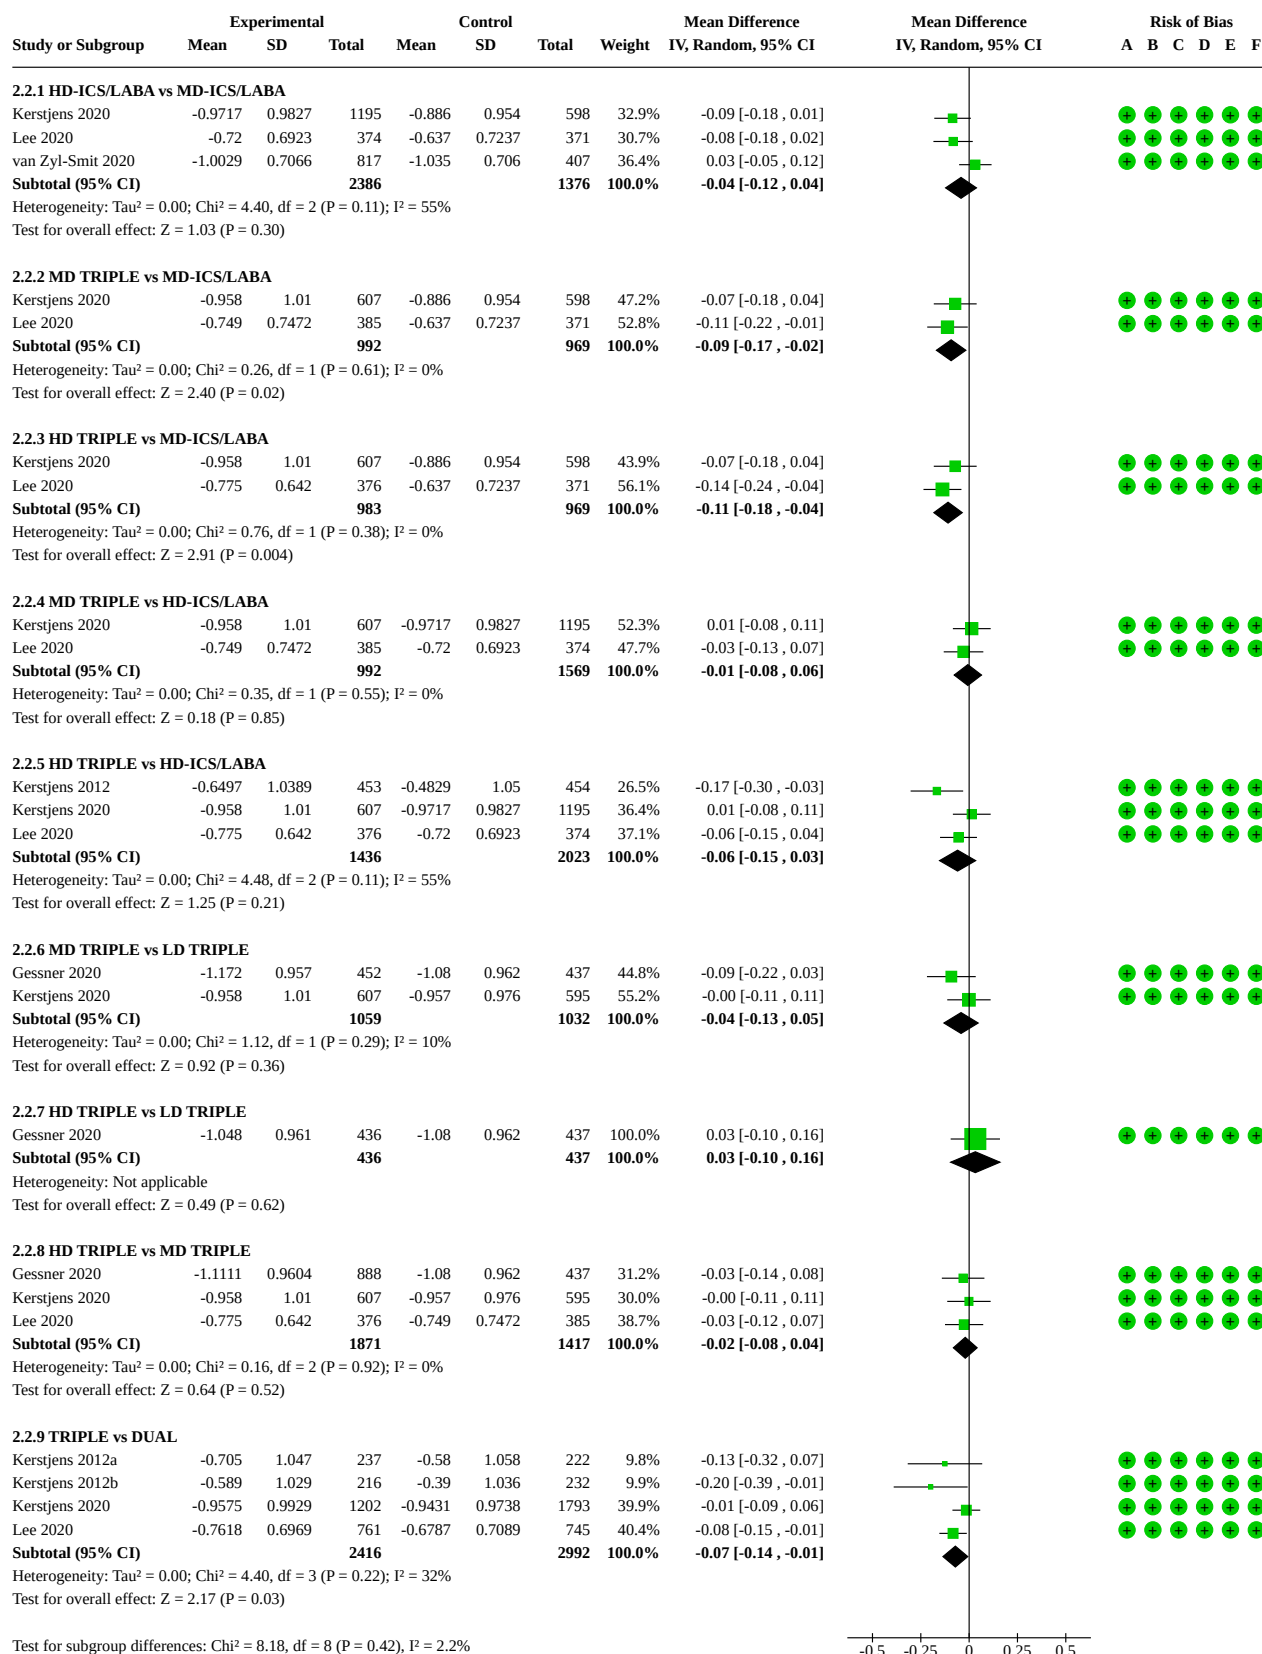 Experimental Control Mean Difference Mean Difference Risk of Bias
Study or Subgroup Mean SD Total Mean SD Total Weight IV, Random, 95% CI IV, Random, 95% CI A B C D E F
2.2.1 HD-ICS/LABA vs MD-ICS/LABA
Kerstjens 2020 -0.9717 0.9827 1195 -0.886 0.954 598 32.9% -0.09 [-0.18 , 0.01] + + + + + +
Lee 2020 -0.72 0.6923 374 -0.637 0.7237 371 30.7% -0.08 [-0.18 , 0.02] + + + + + +
van Zyl-Smit 2020 -1.0029 0.7066 817 -1.035 0.706 407 36.4% 0.03 [-0.05 , 0.12] + + + + + +
Subtotal (95% CI) 2386 1376 100.0% -0.04 [-0.12 , 0.04]
Heterogeneity: Tau² = 0.00; Chi² = 4.40, df = 2 (P = 0.11); I² = 55%
Test for overall effect: Z = 1.03 (P = 0.30)
2.2.2 MD TRIPLE vs MD-ICS/LABA
Kerstjens 2020 -0.958 1.01 607 -0.886 0.954 598 47.2% -0.07 [-0.18 , 0.04] + + + + + +
Lee 2020 -0.749 0.7472 385 -0.637 0.7237 371 52.8% -0.11 [-0.22 , -0.01] + + + + + +
Subtotal (95% CI) 992 969 100.0% -0.09 [-0.17 , -0.02]
Heterogeneity: Tau² = 0.00; Chi² = 0.26, df = 1 (P = 0.61); I² = 0%
Test for overall effect: Z = 2.40 (P = 0.02)
2.2.3 HD TRIPLE vs MD-ICS/LABA
Kerstjens 2020 -0.958 1.01 607 -0.886 0.954 598 43.9% -0.07 [-0.18 , 0.04] + + + + + +
Lee 2020 -0.775 0.642 376 -0.637 0.7237 371 56.1% -0.14 [-0.24 , -0.04] + + + + + +
Subtotal (95% CI) 983 969 100.0% -0.11 [-0.18 , -0.04]
Heterogeneity: Tau² = 0.00; Chi² = 0.76, df = 1 (P = 0.38); I² = 0%
Test for overall effect: Z = 2.91 (P = 0.004)
2.2.4 MD TRIPLE vs HD-ICS/LABA
Kerstjens 2020 -0.958 1.01 607 -0.9717 0.9827 1195 52.3% 0.01 [-0.08 , 0.11] + + + + + +
Lee 2020 -0.749 0.7472 385 -0.72 0.6923 374 47.7% -0.03 [-0.13 , 0.07] + + + + + +
Subtotal (95% CI) 992 1569 100.0% -0.01 [-0.08 , 0.06]
Heterogeneity: Tau² = 0.00; Chi² = 0.35, df = 1 (P = 0.55); I² = 0%
Test for overall effect: Z = 0.18 (P = 0.85)
2.2.5 HD TRIPLE vs HD-ICS/LABA
Kerstjens 2012 -0.6497 1.0389 453 -0.4829 1.05 454 26.5% -0.17 [-0.30 , -0.03] + + + + + +
Kerstjens 2020 -0.958 1.01 607 -0.9717 0.9827 1195 36.4% 0.01 [-0.08 , 0.11] + + + + + +
Lee 2020 -0.775 0.642 376 -0.72 0.6923 374 37.1% -0.06 [-0.15 , 0.04] + + + + + +
Subtotal (95% CI) 1436 2023 100.0% -0.06 [-0.15 , 0.03]
Heterogeneity: Tau² = 0.00; Chi² = 4.48, df = 2 (P = 0.11); I² = 55%
Test for overall effect: Z = 1.25 (P = 0.21)
2.2.6 MD TRIPLE vs LD TRIPLE
Gessner 2020 -1.172 0.957 452 -1.08 0.962 437 44.8% -0.09 [-0.22 , 0.03] + + + + + +
Kerstjens 2020 -0.958 1.01 607 -0.957 0.976 595 55.2% -0.00 [-0.11 , 0.11] + + + + + +
Subtotal (95% CI) 1059 1032 100.0% -0.04 [-0.13 , 0.05]
Heterogeneity: Tau² = 0.00; Chi² = 1.12, df = 1 (P = 0.29); I² = 10%
Test for overall effect: Z = 0.92 (P = 0.36)
2.2.7 HD TRIPLE vs LD TRIPLE
Gessner 2020 -1.048 0.961 436 -1.08 0.962 437 100.0% 0.03 [-0.10 , 0.16] + + + + + +
Subtotal (95% CI) 436 437 100.0% 0.03 [-0.10 , 0.16]
Heterogeneity: Not applicable
Test for overall effect: Z = 0.49 (P = 0.62)
2.2.8 HD TRIPLE vs MD TRIPLE
Gessner 2020 -1.1111 0.9604 888 -1.08 0.962 437 31.2% -0.03 [-0.14 , 0.08] + + + + + +
Kerstjens 2020 -0.958 1.01 607 -0.957 0.976 595 30.0% -0.00 [-0.11 , 0.11] + + + + + +
Lee 2020 -0.775 0.642 376 -0.749 0.7472 385 38.7% -0.03 [-0.12 , 0.07] + + + + + +
Subtotal (95% CI) 1871 1417 100.0% -0.02 [-0.08 , 0.04]
Heterogeneity: Tau² = 0.00; Chi² = 0.16, df = 2 (P = 0.92); I² = 0%
Test for overall effect: Z = 0.64 (P = 0.52)
2.2.9 TRIPLE vs DUAL
Kerstjens 2012a -0.705 1.047 237 -0.58 1.058 222 9.8% -0.13 [-0.32 , 0.07] + + + + + +
Kerstjens 2012b -0.589 1.029 216 -0.39 1.036 232 9.9% -0.20 [-0.39 , -0.01] + + + + + +
Kerstjens 2020 -0.9575 0.9929 1202 -0.9431 0.9738 1793 39.9% -0.01 [-0.09 , 0.06] + + + + + +
Lee 2020 -0.7618 0.6969 761 -0.6787 0.7089 745 40.4% -0.08 [-0.15 , -0.01] + + + + + +
Subtotal (95% CI) 2416 2992 100.0% -0.07 [-0.14 , -0.01]
Heterogeneity: Tau² = 0.00; Chi² = 4.40, df = 3 (P = 0.22); I² = 32%
Test for overall effect: Z = 2.17 (P = 0.03)
Test for subgroup differences: Chi² = 8.18, df = 8 (P = 0.42), I² = 2.2%
-0.5 -0.25 0 0.25 0.5